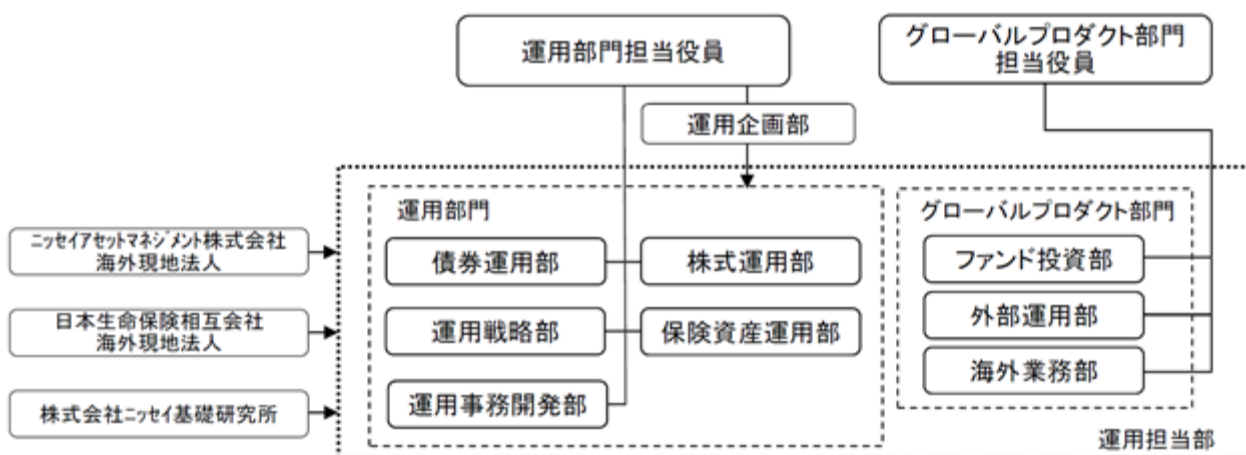 運用部門担当役員
グローバルプロダクト部門
担当役員
運用企画部
運用部門
グローバルプロダクト部門
ニッセイアセットマネジメント株式会社
海外現地法人
債券運用部
株式運用部
ファンド投資部
日本生命保険相互会社
海外現地法人
運用戦略部
保険資産運用部
外部運用部
海外業務部
株式会社ニッセイ基礎研究所
運用事務開発部
運用担当部